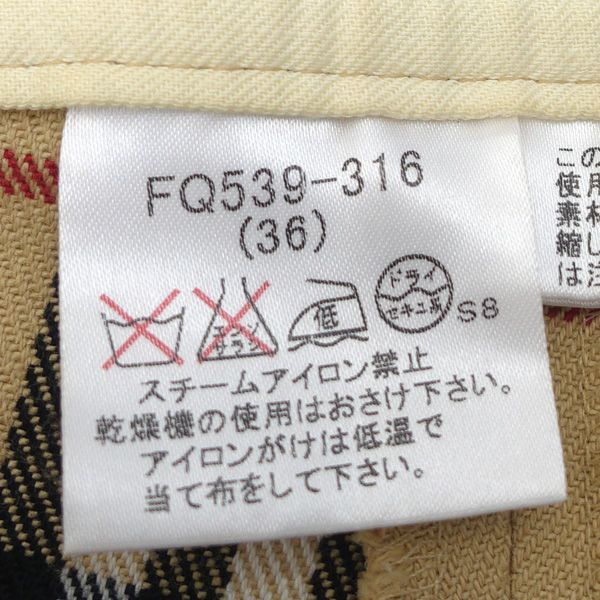 FQ539-316
(36)
エンソ
サラシ
低
ドライ
セキユ系
S8
スチームアイロン禁止
乾燥機の使用はおさけ下さい。
アイロンがけは低温で
当て布をして下さい。
この
使用
素材
縮し
は注